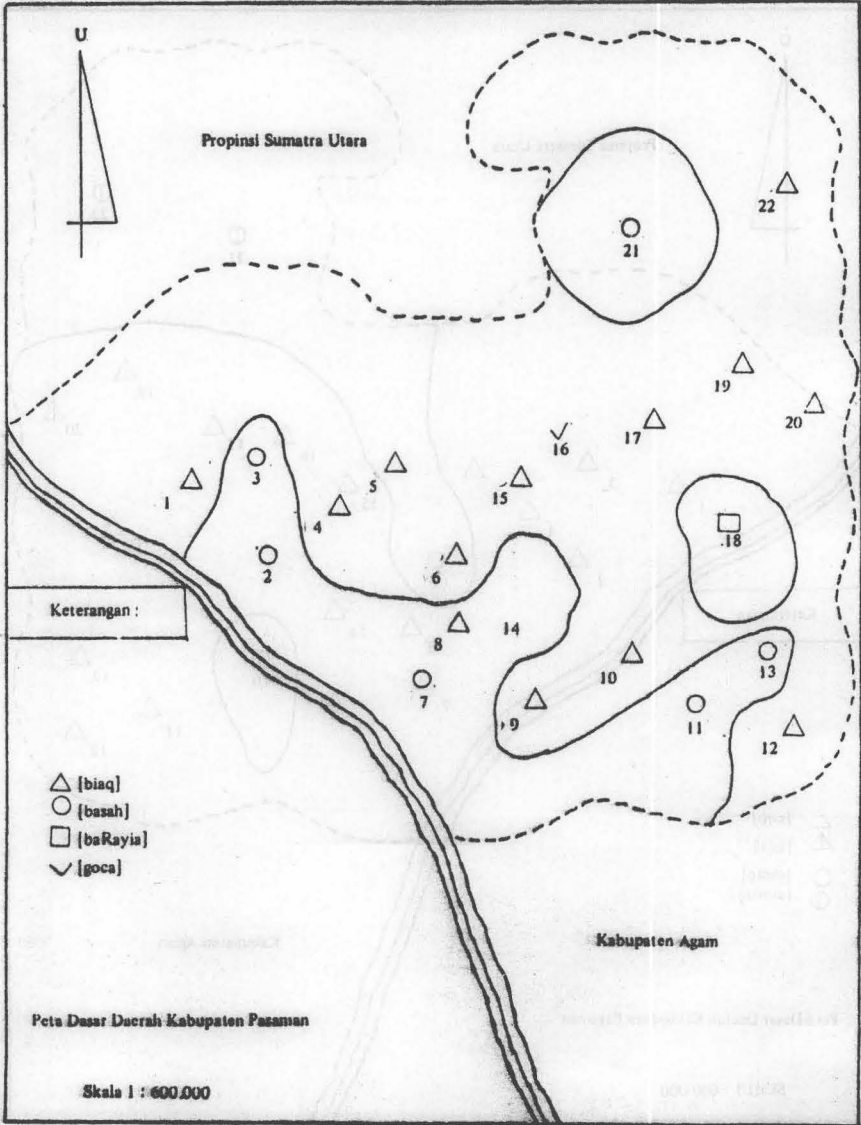 U
Propinsi Sumatra Utara
22
21
19
20
17
16
15
5
3
1
4
18
2
6
Keterangan :
8
14
13
10
7
9
11
12
[biaq]
[basah]
[baRayia]
[goca]
Kabupaten Agam
Peta Dasar Daerah Kabupaten Pasaman
Skala 1 : 600.000